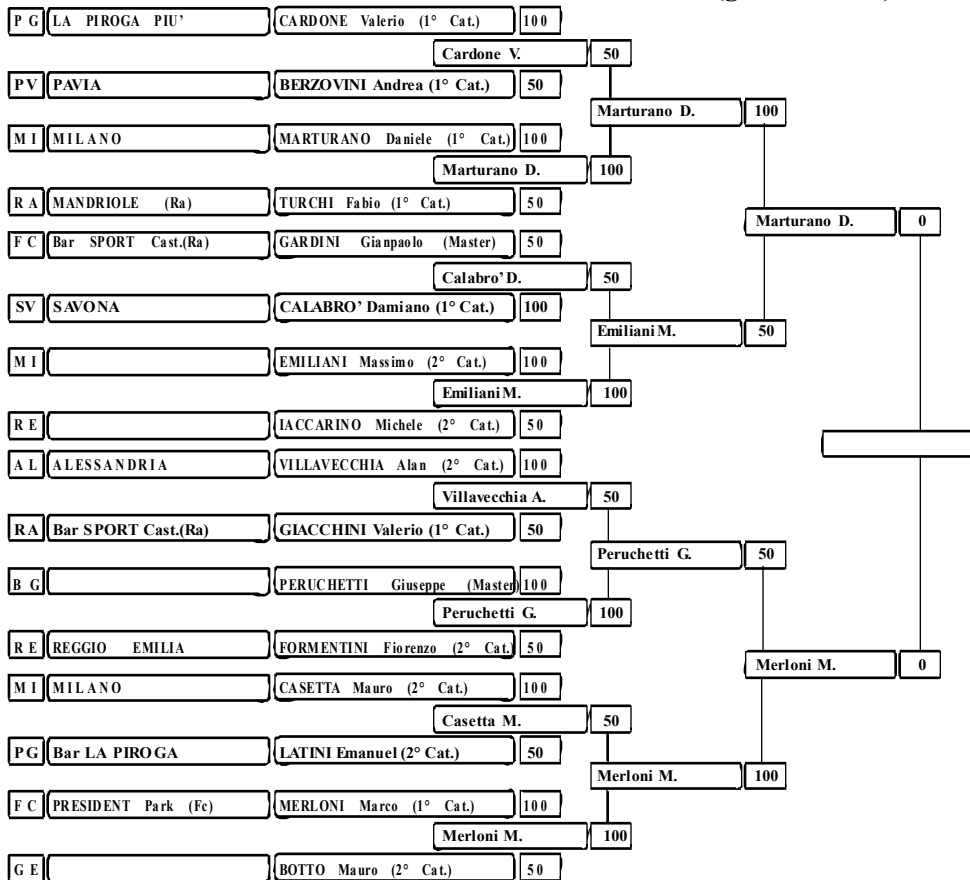 P G LA PIROGA PIU' CARDONE Valerio (1° Cat.) 100
Cardone V. 50
PV PAVIA BERZOVINI Andrea (1° Cat.) 50
Marturano D. 100
M I MILANO MARTURANO Daniele (1° Cat.) 100
Marturano D. 100
R A MANDRIOLE (Ra) TURCHI Fabio (1° Cat.) 50
Marturano D. 0
F C Bar SPORT Cast.(Ra) GARDINI Gianpaolo (Master) 50
Calabro' D. 50
SV SAVONA CALABRO' Damiano (1° Cat.) 100
Emiliani M. 50
M I EMILIANI Massimo (2° Cat.) 100
Emiliani M. 100
R E IACCARINO Michele (2° Cat.) 50
A L ALESSANDRIA VILLAVECCHIA Alan (2° Cat.) 100
Villavecchia A. 50
RA Bar SPORT Cast.(Ra) GIACCHINI Valerio (1° Cat.) 50
Peruchetti G. 50
B G PERUCHETTI Giuseppe (Master) 100
Peruchetti G. 100
R E REGGIO EMILIA FORMENTINI Fiorenzo (2° Cat.) 50
Merloni M. 0
M I MILANO CASETTA Mauro (2° Cat.) 100
Casetta M. 50
PG Bar LA PIROGA LATINI Emanuel (2° Cat.) 50
Merloni M. 100
F C PRESIDENT Park (Fc) MERLONI Marco (1° Cat.) 100
Merloni M. 100
G E BOTTO Mauro (2° Cat.) 50